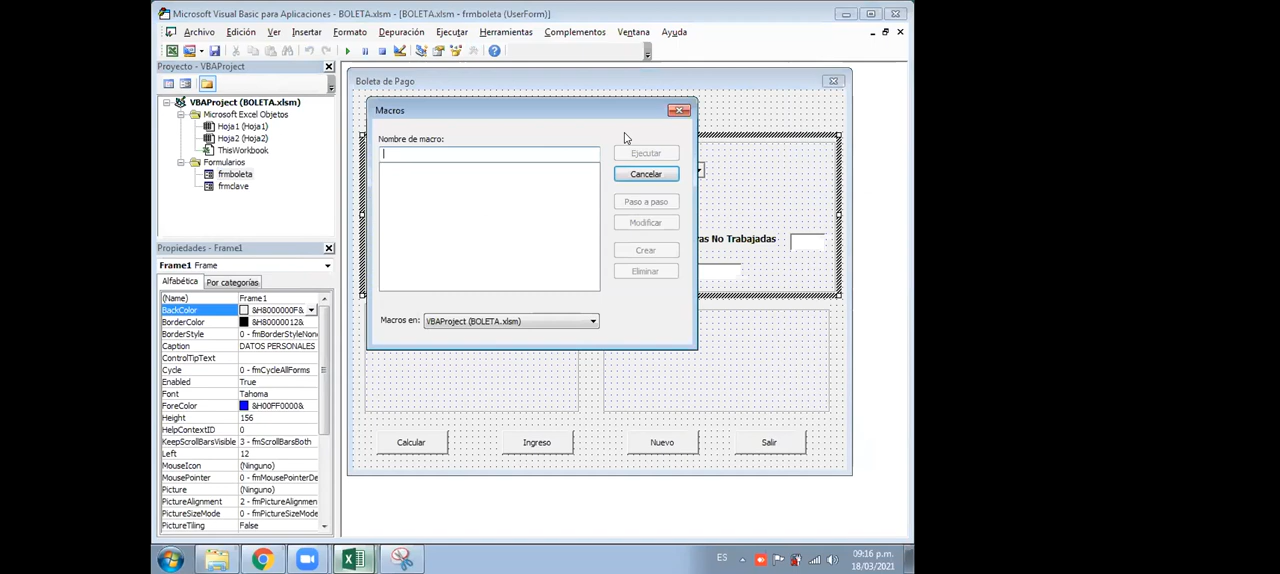 Microsoft Visual Basic para Aplicaciones - BOLETA.xlsm - [BOLETA.xlsm - frmboleta (UserForm)]
Archivo Edición Ver Insertar Formato Depuración Ejecutar Herramientas Complementos Ventana Ayuda
Proyecto - VBAProject
VBAProject (BOLETA.xlsm)
Microsoft Excel Objetos
Hoja1 (Hoja1)
Hoja2 (Hoja2)
ThisWorkbook
Formularios
frmboleta
frmclave
Propiedades - Frame1
Frame1 Frame
Alfabética Por categorías
(Name) Frame1
BackColor &H8000000F&
BorderColor &H80000012&
BorderStyle 0 - fmBorderStyleNone
Caption DATOS PERSONALES
ControlTipText
Cycle 0 - fmCycleAllForms
Enabled True
Font Tahoma
ForeColor &H00FF0000&
Height 156
HelpContextID 0
KeepScrollBarsVisible 3 - fmScrollBarsBoth
Left 12
MouseIcon (Ninguno)
MousePointer 0 - fmMousePointerDe
Picture (Ninguno)
PictureAlignment 2 - fmPictureAlignmen
PictureSizeMode 0 - fmPictureSizeMode
PictureTiling False
Boleta de Pago
Macros
Nombre de macro:
Ejecutar
Cancelar
Paso a paso
Modificar
Crear
Eliminar
Macros en: VBAProject (BOLETA.xlsm)
ras No Trabajadas
Calcular Ingreso Nuevo Salir
ES
09:16 p.m.
18/03/2021